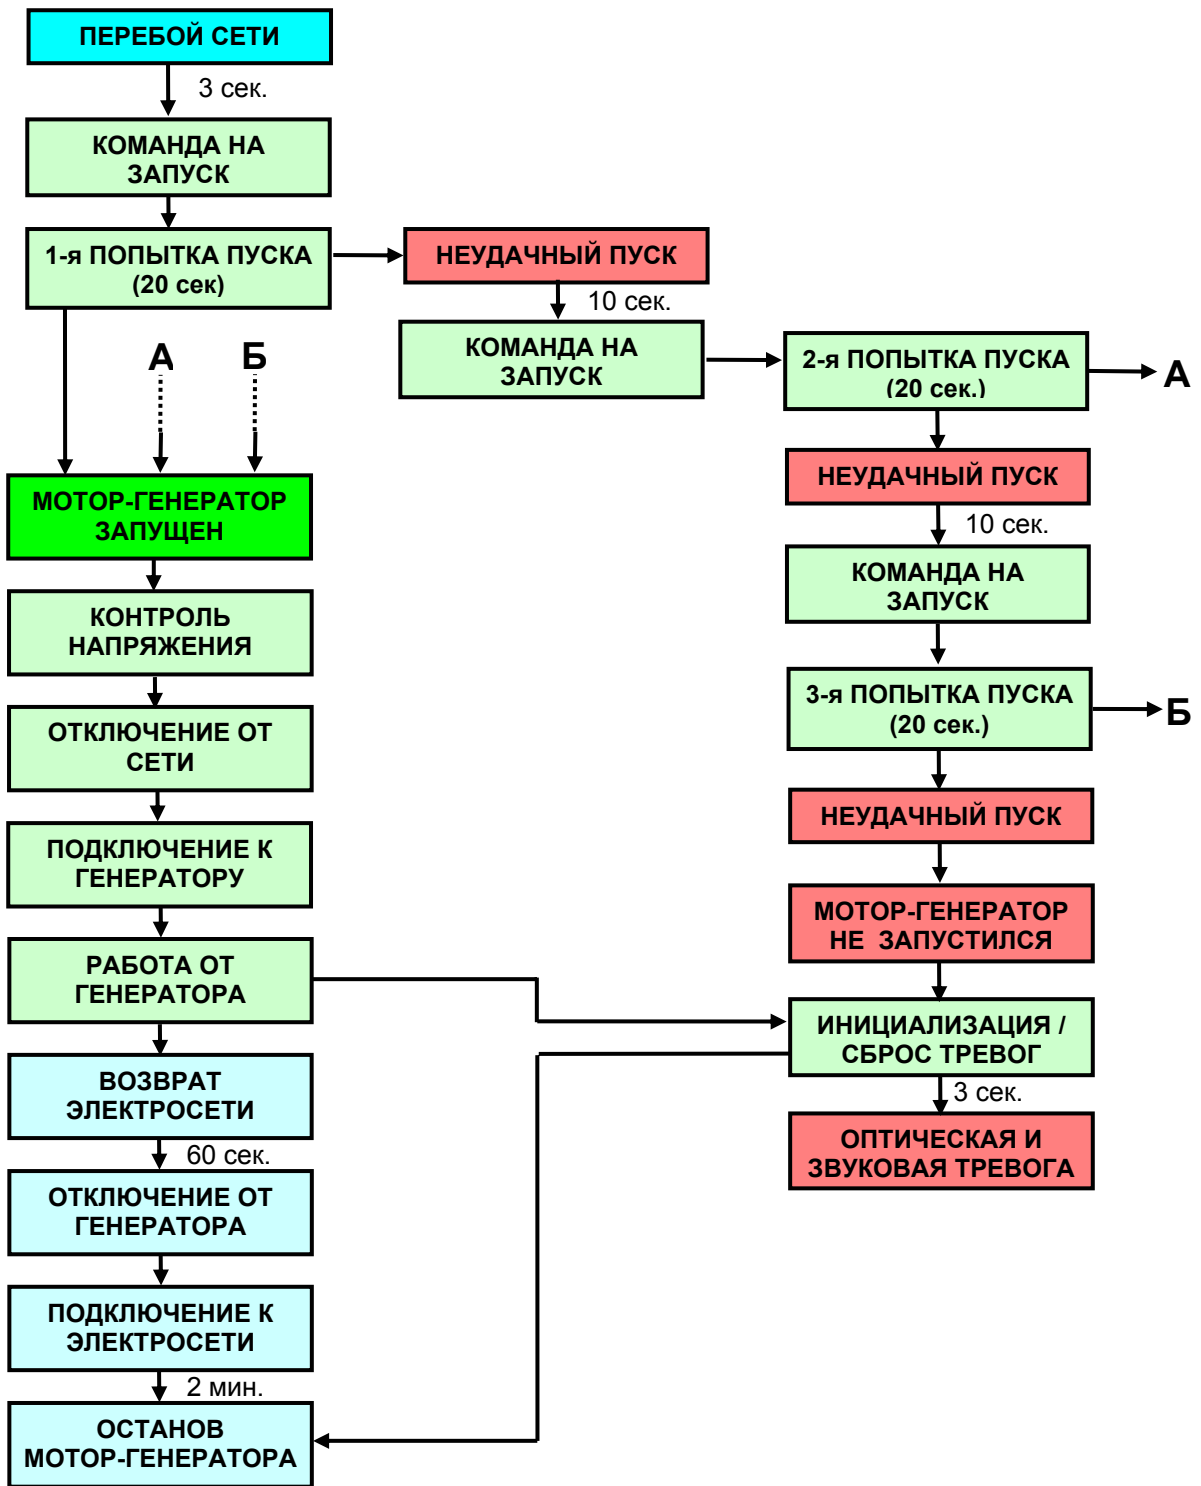 ПЕРЕБОЙ СЕТИ
3 сек.
КОМАНДА НА
ЗАПУСК
1-я ПОПЫТКА ПУСКА
(20 сек)
НЕУДАЧНЫЙ ПУСК
10 сек.
КОМАНДА НА
ЗАПУСК
2-я ПОПЫТКА ПУСКА
(20 сек.)
А
НЕУДАЧНЫЙ ПУСК
10 сек.
КОМАНДА НА
ЗАПУСК
3-я ПОПЫТКА ПУСКА
(20 сек.)
Б
НЕУДАЧНЫЙ ПУСК
МОТОР-ГЕНЕРАТОР
НЕ ЗАПУСТИЛСЯ
ИНИЦИАЛИЗАЦИЯ /
СБРОС ТРЕВОГ
3 сек.
ОПТИЧЕСКАЯ И
ЗВУКОВАЯ ТРЕВОГА
А
Б
МОТОР-ГЕНЕРАТОР
ЗАПУЩЕН
КОНТРОЛЬ
НАПРЯЖЕНИЯ
ОТКЛЮЧЕНИЕ ОТ
СЕТИ
ПОДКЛЮЧЕНИЕ К
ГЕНЕРАТОРУ
РАБОТА ОТ
ГЕНЕРАТОРА
ВОЗВРАТ
ЭЛЕКТРОСЕТИ
60 сек.
ОТКЛЮЧЕНИЕ ОТ
ГЕНЕРАТОРА
ПОДКЛЮЧЕНИЕ К
ЭЛЕКТРОСЕТИ
2 мин.
ОСТАНОВ
МОТОР-ГЕНЕРАТОРА